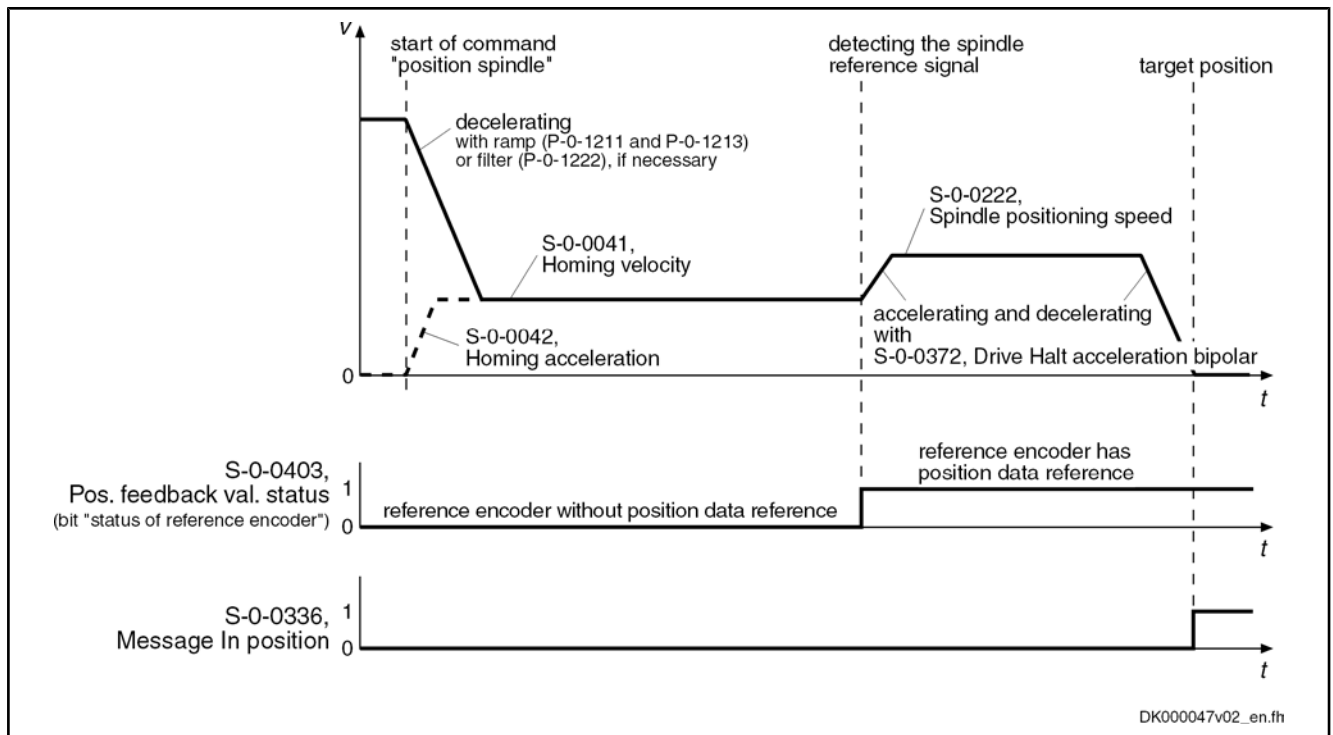 v
start of command
"position spindle"
detecting the spindle
reference signal
target position
decelerating
with ramp (P-0-1211 and P-0-1213)
or filter (P-0-1222), if necessary
S-0-0222,
Spindle positioning speed
S-0-0041,
Homing velocity
accelerating and decelerating
with
S-0-0372, Drive Halt acceleration bipolar
S-0-0042,
Homing acceleration
0
t
S-0-0403,
Pos. feedback val. status
(bit "status of reference encoder")
1
0
reference encoder without position data reference
reference encoder has
position data reference
t
S-0-0336,
Message In position
1
0
t
DK000047v02_en.fh